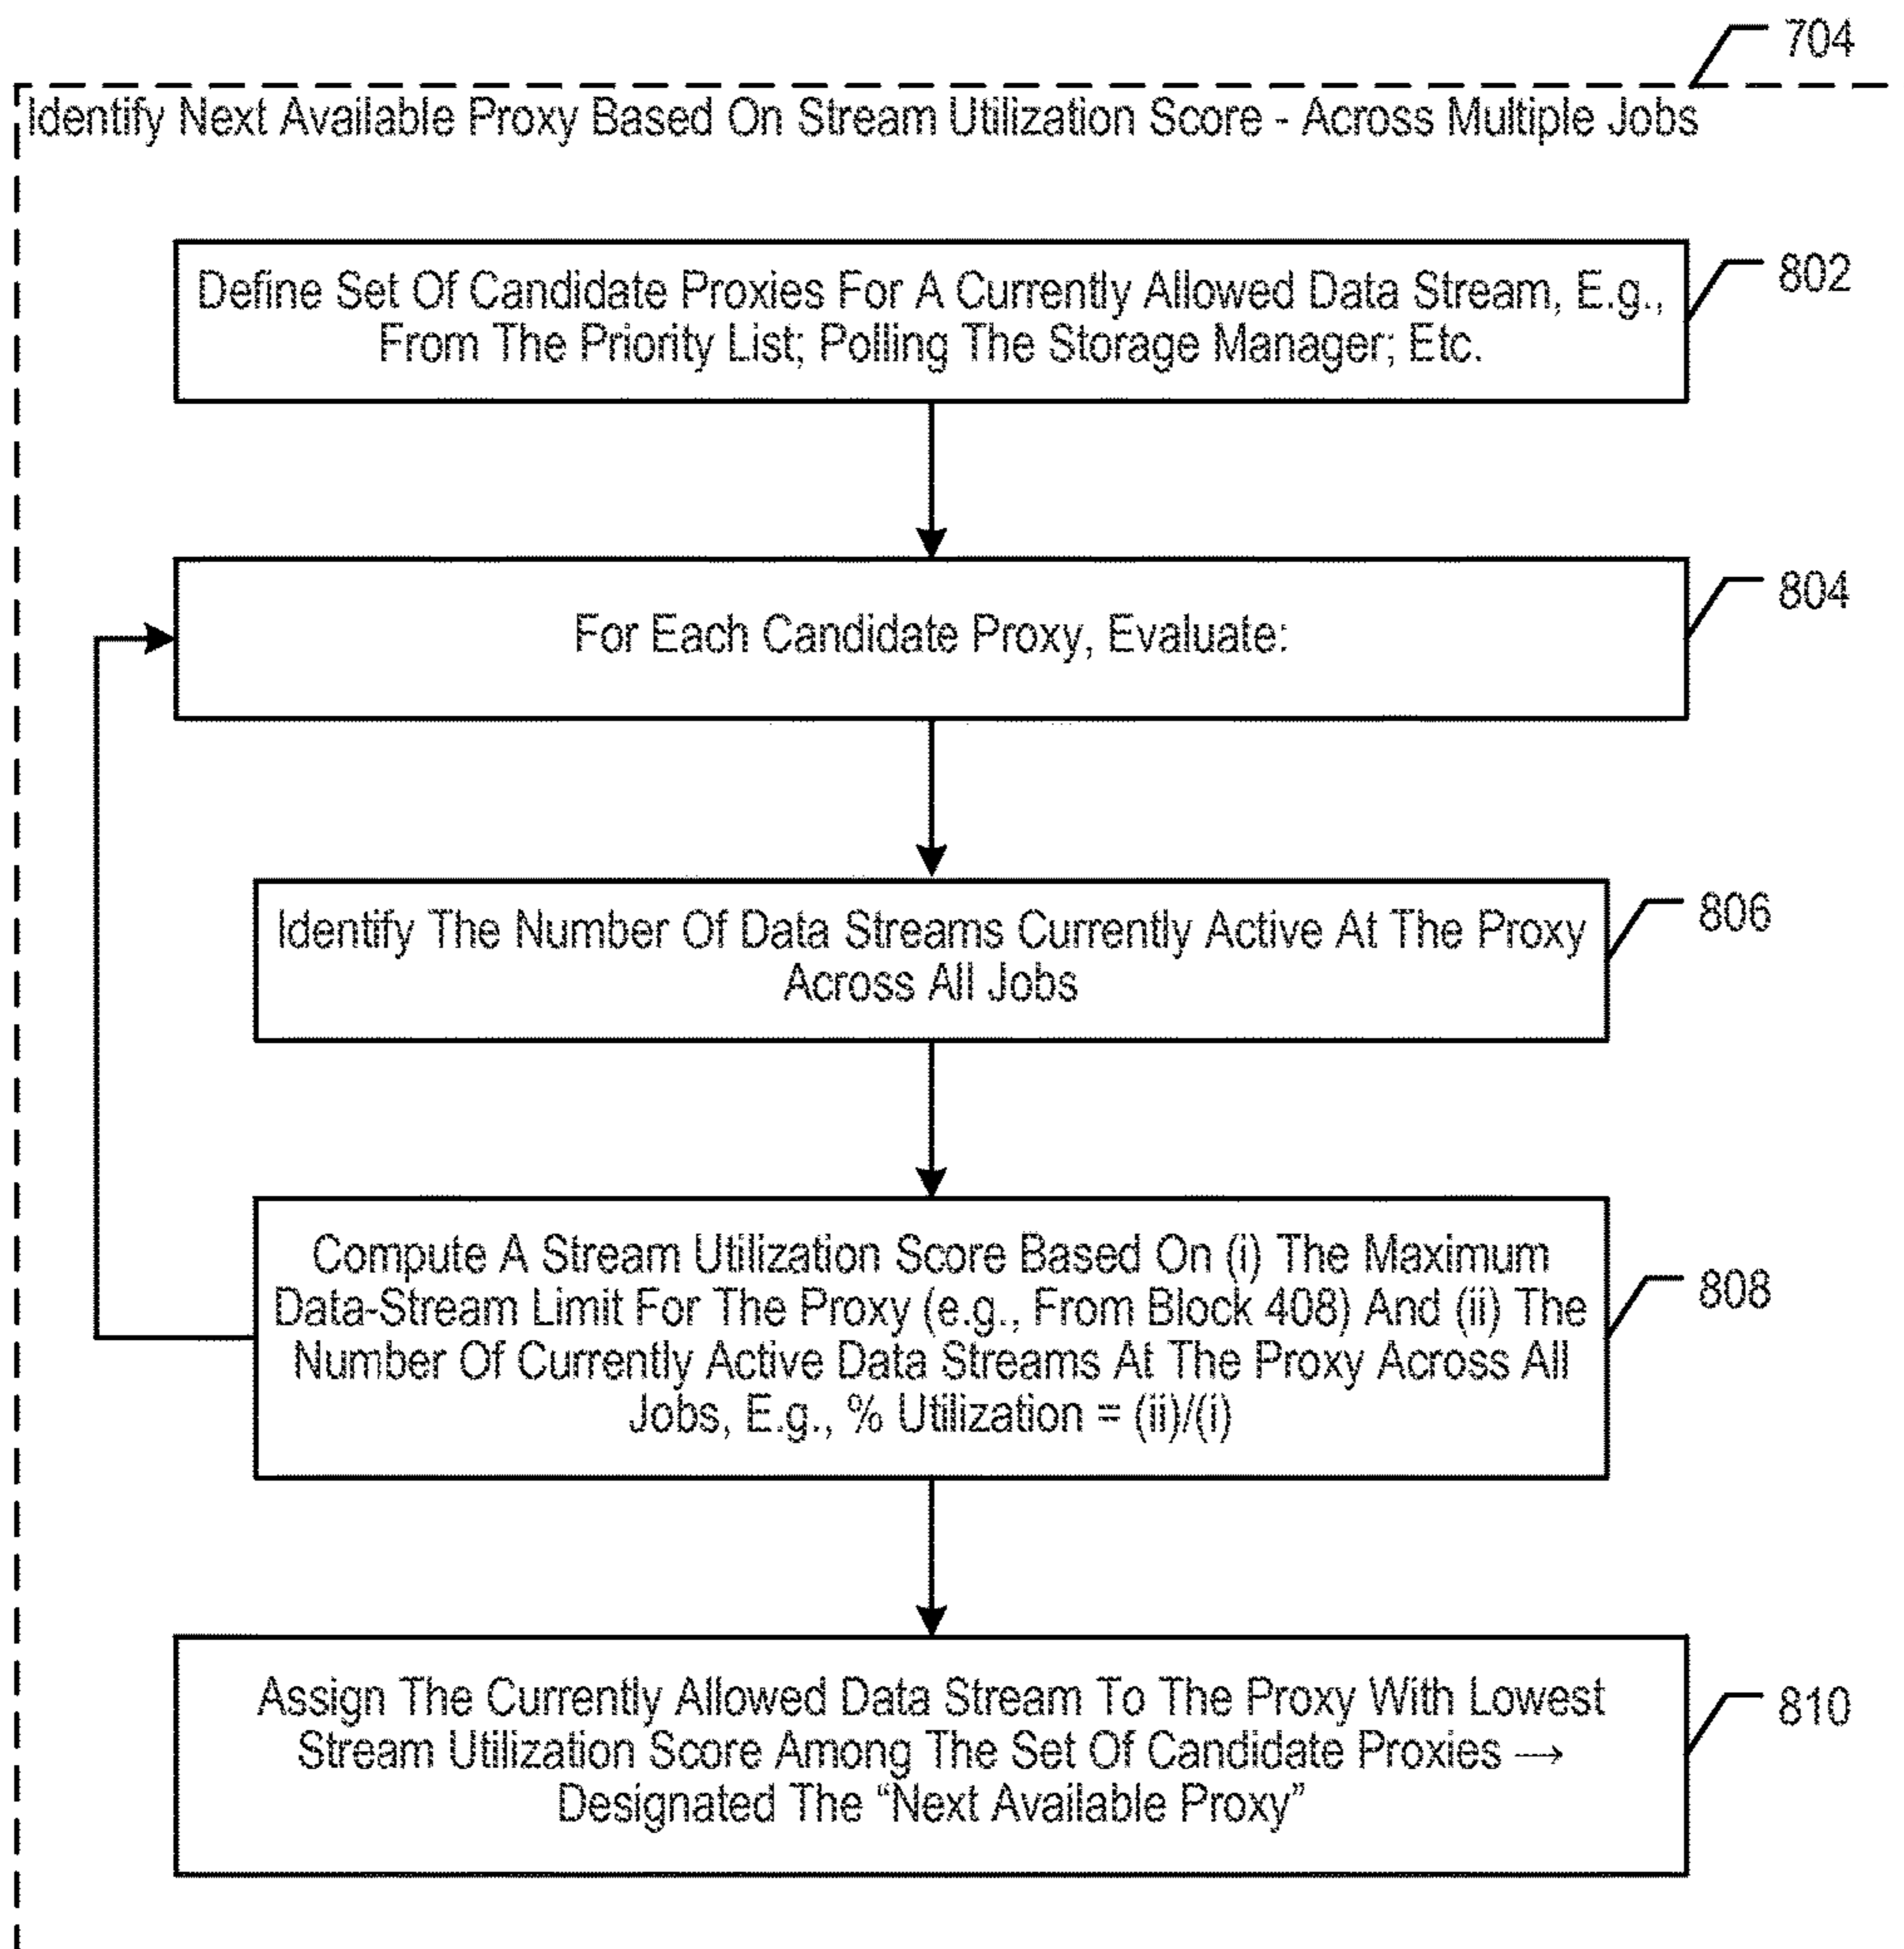 704
Identify Next Available Proxy Based On Stream Utilization Score - Across Multiple Jobs
Define Set Of Candidate Proxies For A Currently Allowed Data Stream, E.g.,
From The Priority List; Polling The Storage Manager; Etc.
802
For Each Candidate Proxy, Evaluate:
804
Identify The Number Of Data Streams Currently Active At The Proxy
Across All Jobs
806
Compute A Stream Utilization Score Based On (i) The Maximum
Data-Stream Limit For The Proxy (e.g., From Block 408) And (ii) The
Number Of Currently Active Data Streams At The Proxy Across All
Jobs, E.g., % Utilization = (ii)/(i)
808
Assign The Currently Allowed Data Stream To The Proxy With Lowest
Stream Utilization Score Among The Set Of Candidate Proxies →
Designated The “Next Available Proxy”
810